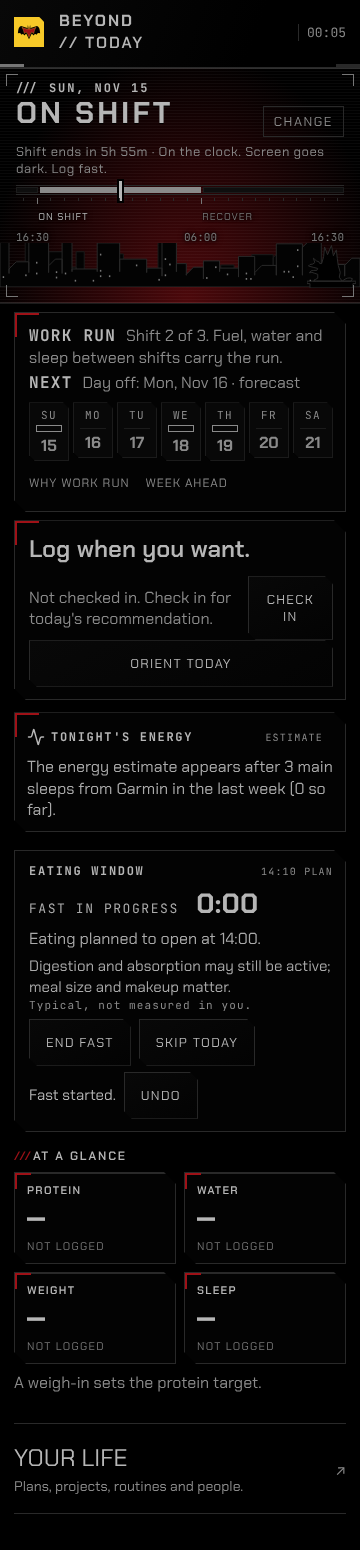 BEYOND
// TODAY
00:05
/// SUN, NOV 15
ON SHIFT
CHANGE
Shift ends in 5h 55m · On the clock. Screen goes
dark. Log fast.
ON SHIFT
RECOVER
16:30
06:00
16:30
WORK RUN Shift 2 of 3. Fuel, water and
sleep between shifts carry the run.
NEXT Day off: Mon, Nov 16 · forecast
SU MO TU WE TH FR SA
15 16 17 18 19 20 21
WHY WORK RUN WEEK AHEAD
Log when you want.
Not checked in. Check in for
today's recommendation.
CHECK
IN
ORIENT TODAY
TONIGHT'S ENERGY
ESTIMATE
The energy estimate appears after 3 main
sleeps from Garmin in the last week (0 so
far).
EATING WINDOW
14:10 PLAN
FAST IN PROGRESS 0:00
Eating planned to open at 14:00.
Digestion and absorption may still be active;
meal size and makeup matter.
Typical, not measured in you.
END FAST
SKIP TODAY
Fast started.
UNDO
/// AT A GLANCE
PROTEIN
—
NOT LOGGED
WATER
—
NOT LOGGED
WEIGHT
—
NOT LOGGED
SLEEP
—
NOT LOGGED
A weigh-in sets the protein target.
YOUR LIFE
Plans, projects, routines and people.